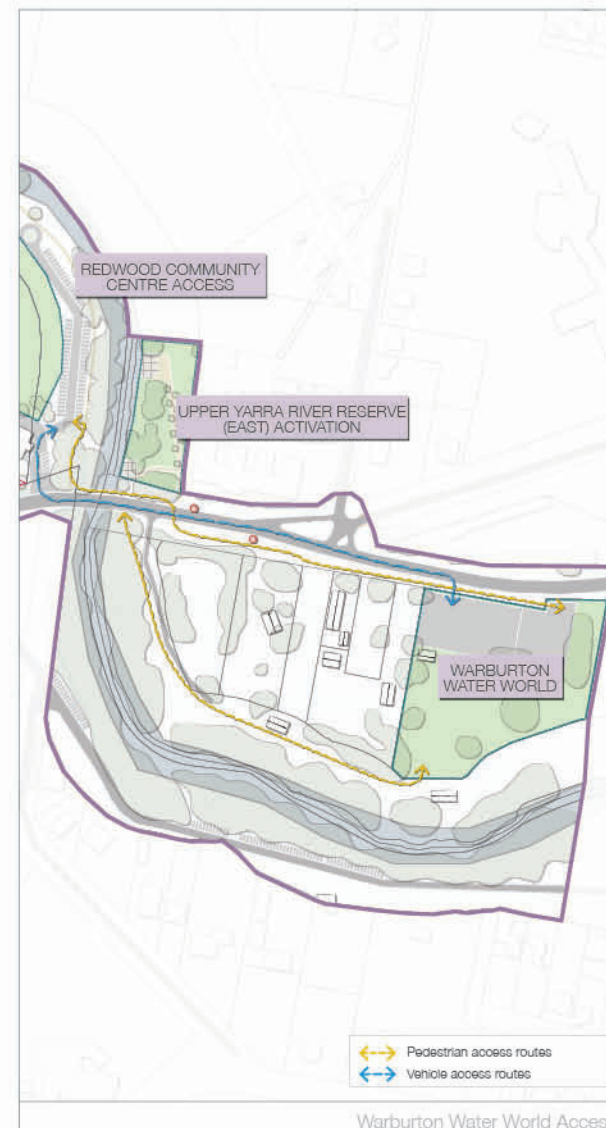 REDWOOD COMMUNITY
CENTRE ACCESS
UPPER YARRA RIVER RESERVE
(EAST) ACTIVATION
WARBURTON
WATER WORLD
Pedestrian access routes
Vehicle access routes
Warburton Water World Acces